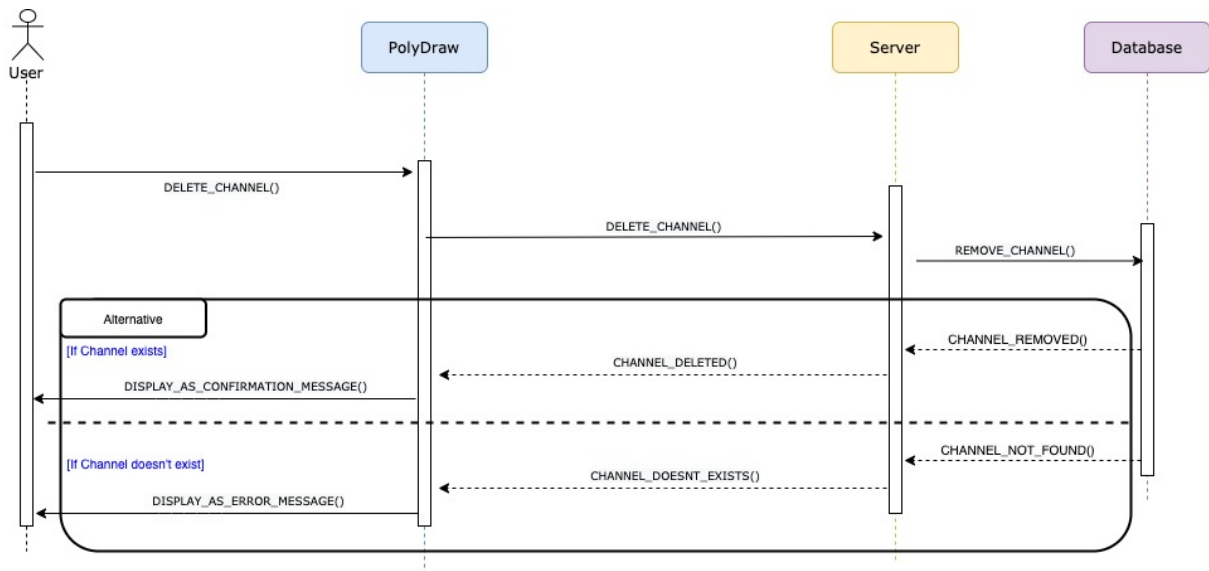 User
PolyDraw
Server
Database
DELETE_CHANNEL()
DELETE_CHANNEL()
REMOVE_CHANNEL()
Alternative
[If Channel exists]
CHANNEL_REMOVED()
CHANNEL_DELETED()
DISPLAY_AS_CONFIRMATION_MESSAGE()
[If Channel doesn't exist]
CHANNEL_NOT_FOUND()
CHANNEL_DOESNT_EXISTS()
DISPLAY_AS_ERROR_MESSAGE()